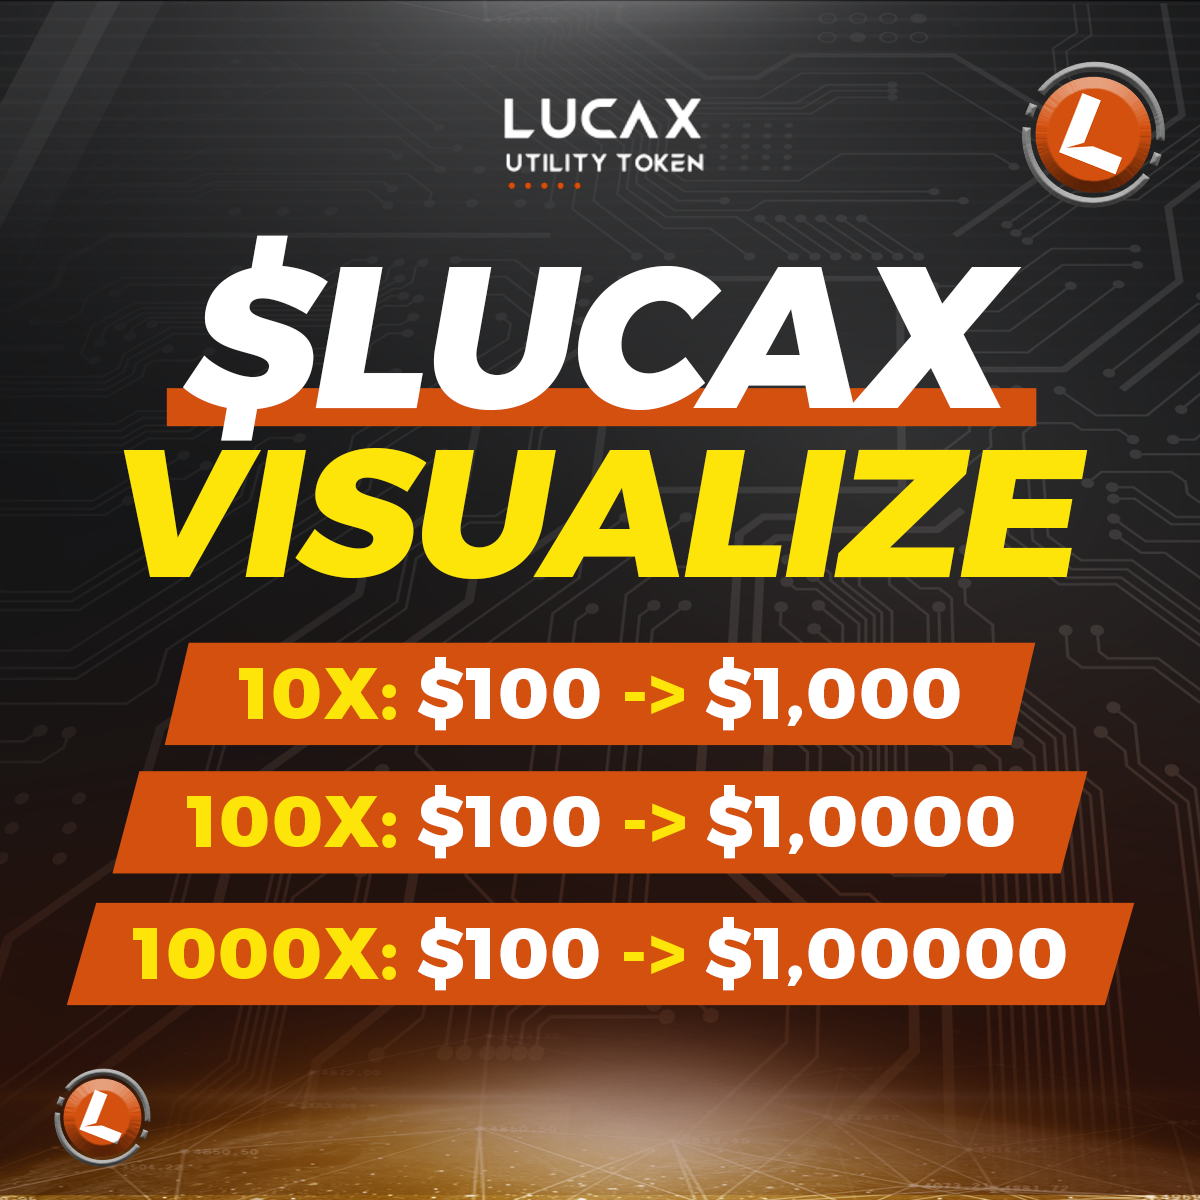 LUCAX
UTILITY TOKEN
$LUCAX
VISUALIZE
10X: $100 -> $1,000
100X: $100 -> $1,0000
1000X: $100 -> $1,00000